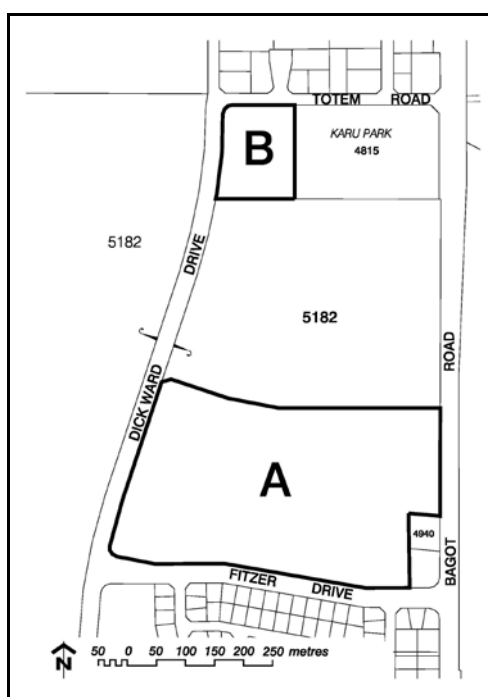 TOTEM ROAD
B
KARU PARK
4815
5182
DRIVE
5182
ROAD
DICK WARD
A
4940
FITZER DRIVE
BAGOT
N
50 0 50 100 150 200 250 metres